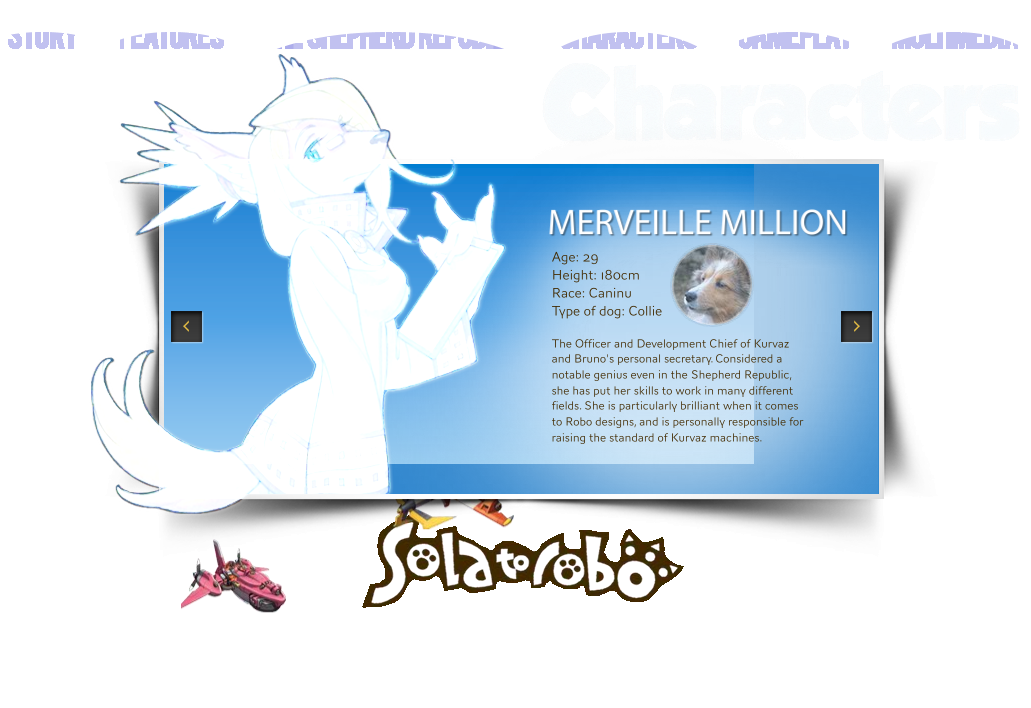 STORY FEATURES THE SHEPHERD REPUBLIC CHARACTERS GAMEPLAY MULTIMEDIA
Characters
MERVEILLE MILLION
Age: 29
Height: 180cm
Race: Caninu
Type of dog: Collie
The Officer and Development Chief of Kurvaz
and Bruno's personal secretary. Considered a
notable genius even in the Shepherd Republic,
she has put her skills to work in many different
fields. She is particularly brilliant when it comes
to Robo designs, and is personally responsible for
raising the standard of Kurvaz machines.
Solatorobo